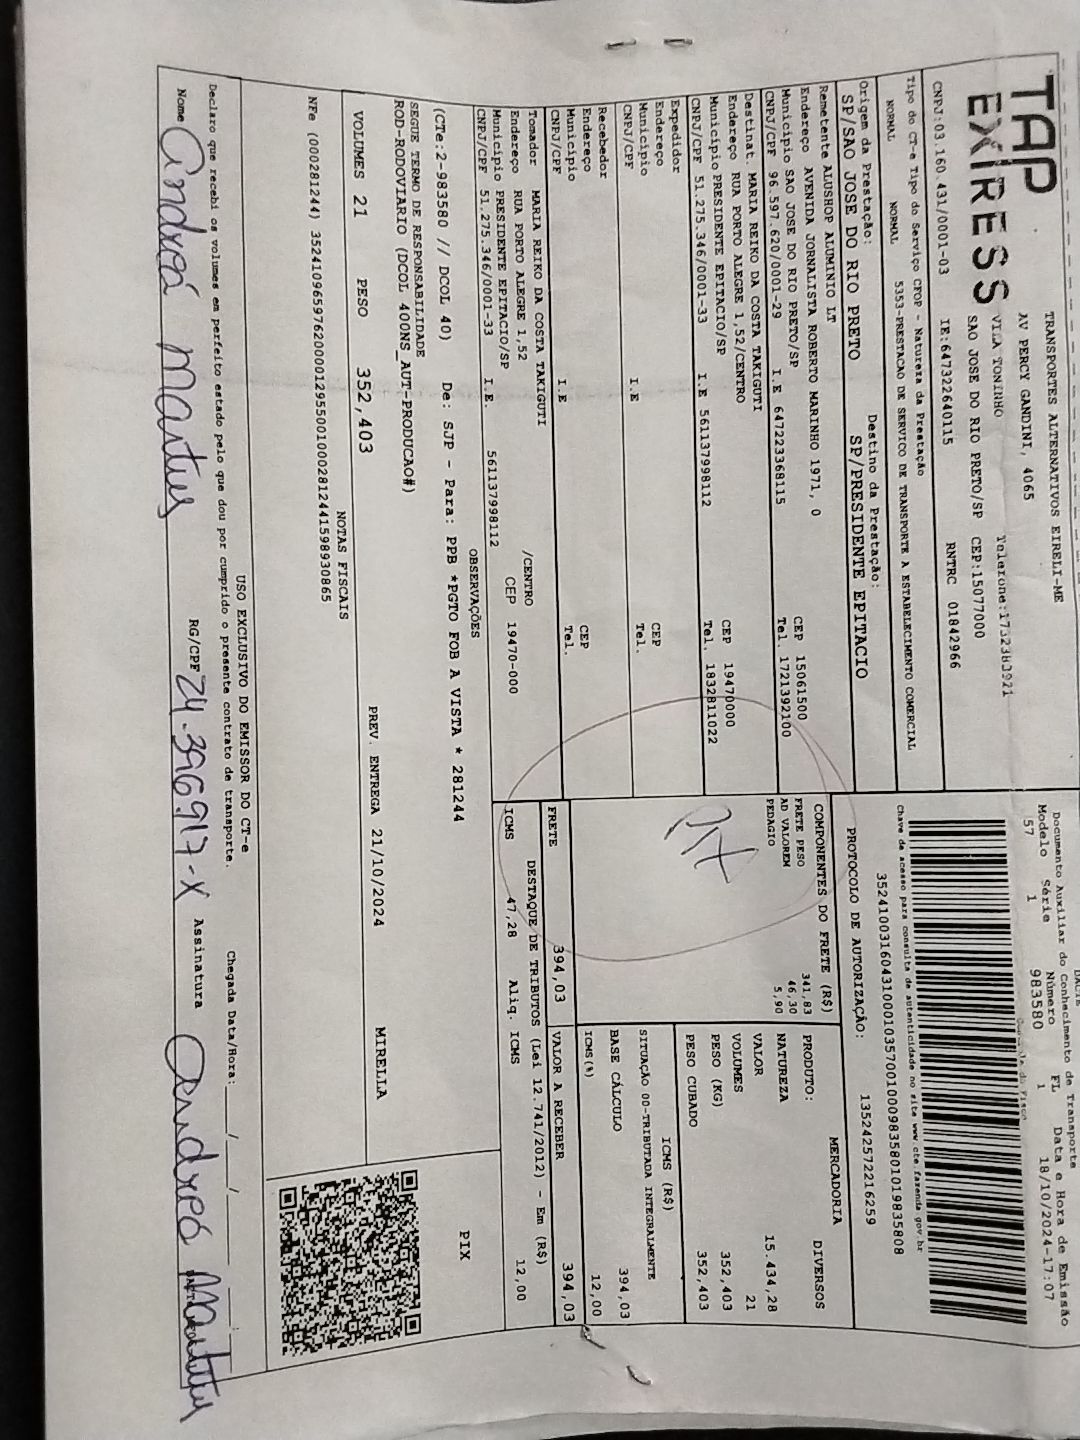 TAP EXIRESS
TRANSPORTES ALTERNATIVOS EIRELI-ME
AV PERCY GANDINI, 4065
VILA TONINHO Telefone:1732383921
SAO JOSE DO RIO PRETO/SP CEP:15077000
CNPJ:03.160.431/0001-03 IE:647322640115 RNTRC 01842966
Documento Auxiliar do Conhecimento de Transporte
Modelo Série Número FL Data e Hora de Emissão
57 1 983580 1 18/10/2024-17:07
Controle do Fisco
Chave de acesso para consulta de autenticidade no site www.cte.fazenda.gov.br
35241003160431000103570010009835801019835808
PROTOCOLO DE AUTORIZAÇÃO: 135242572216259
Tipo do CT-e Tipo do Serviço CFOP - Natureza da Prestação
NORMAL NORMAL 5353-PRESTACAO DE SERVICO DE TRANSPORTE A ESTABELECIMENTO COMERCIAL
Origem da Prestação: Destino da Prestação:
SP/SAO JOSE DO RIO PRETO SP/PRESIDENTE EPITACIO
Remetente ALUSHOP ALUMINIO LT
Endereço AVENIDA JORNALISTA ROBERTO MARINHO 1971, 0
Município SAO JOSE DO RIO PRETO/SP CEP 15061500
CNPJ/CPF 96.597.620/0001-29 I.E 647223368115 Tel. 1721392100
Destinat. MARIA REIKO DA COSTA TAKIGUTI
Endereço RUA PORTO ALEGRE 1,52/CENTRO
Município PRESIDENTE EPITACIO/SP CEP 19470000
CNPJ/CPF 51.275.346/0001-33 I.E 561137998112 Tel. 1832811022
Expedidor
Endereço
Município CEP
CNPJ/CPF I.E Tel.
Recebedor
Endereço
Município CEP
CNPJ/CPF I.E Tel.
Tomador MARIA REIKO DA COSTA TAKIGUTI
Endereço RUA PORTO ALEGRE 1,52 /CENTRO
Município PRESIDENTE EPITACIO/SP CEP 19470-000
CNPJ/CPF 51.275.346/0001-33 I.E. 561137998112
COMPONENTES DO FRETE (R$)
FRETE PESO 341,83
AD VALOREM 46,30
PEDAGIO 5,90
MERCADORIA
PRODUTO: DIVERSOS
NATUREZA
VALOR 15.434,28
VOLUMES 21
PESO (KG) 352,403
PESO CUBADO 352,403
ICMS (R$)
SITUAÇÃO 00-TRIBUTADA INTEGRALMENTE
BASE CÁLCULO 394,03
ICMS(%) 12,00
FRETE 394,03 VALOR A RECEBER 394,03
DESTAQUE DE TRIBUTOS (Lei 12.741/2012) - Em (R$)
ICMS 47,28 Aliq. ICMS 12,00
OBSERVAÇÕES
(CTe:2-983580 // DCOL 40) De: SJP - Para: PPB *PGTO FOB A VISTA * 281244
SEGUE TERMO DE RESPONSABILIDADE
ROD-RODOVIARIO (DCOL 400NS_AUT-PRODUCAO#)
PIX
VOLUMES 21 PESO 352,403 PREV. ENTREGA 21/10/2024 MIRELLA
NOTAS FISCAIS
NFe (000281244) 35241096597620000129550010002812441598930865
USO EXCLUSIVO DO EMISSOR DO CT-e
Declaro que recebi os volumes em perfeito estado pelo que dou por cumprido o presente contrato de transporte. Chegada Data/Hora: ____/____/____ ____:____
Nome Andreá Mattus RG/CPF 24.396.917-X Assinatura Andreá Mattus